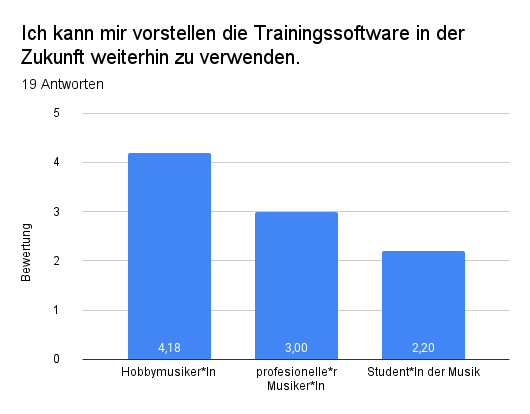 Ich kann mir vorstellen die Trainingssoftware in der
Zukunft weiterhin zu verwenden.
19 Antworten
5
4
3
2
1
0
Bewertung
4,18
3,00
2,20
Hobbymusiker*In
profesionelle*r
Musiker*In
Student*In der Musik